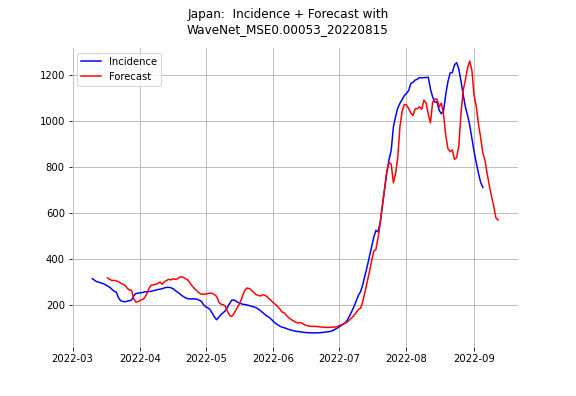 Japan:  Incidence + Forecast with
WaveNet_MSE0.00053_20220815
Incidence
Forecast
1200
1000
800
600
400
200
2022-03 2022-04 2022-05 2022-06 2022-07 2022-08 2022-09